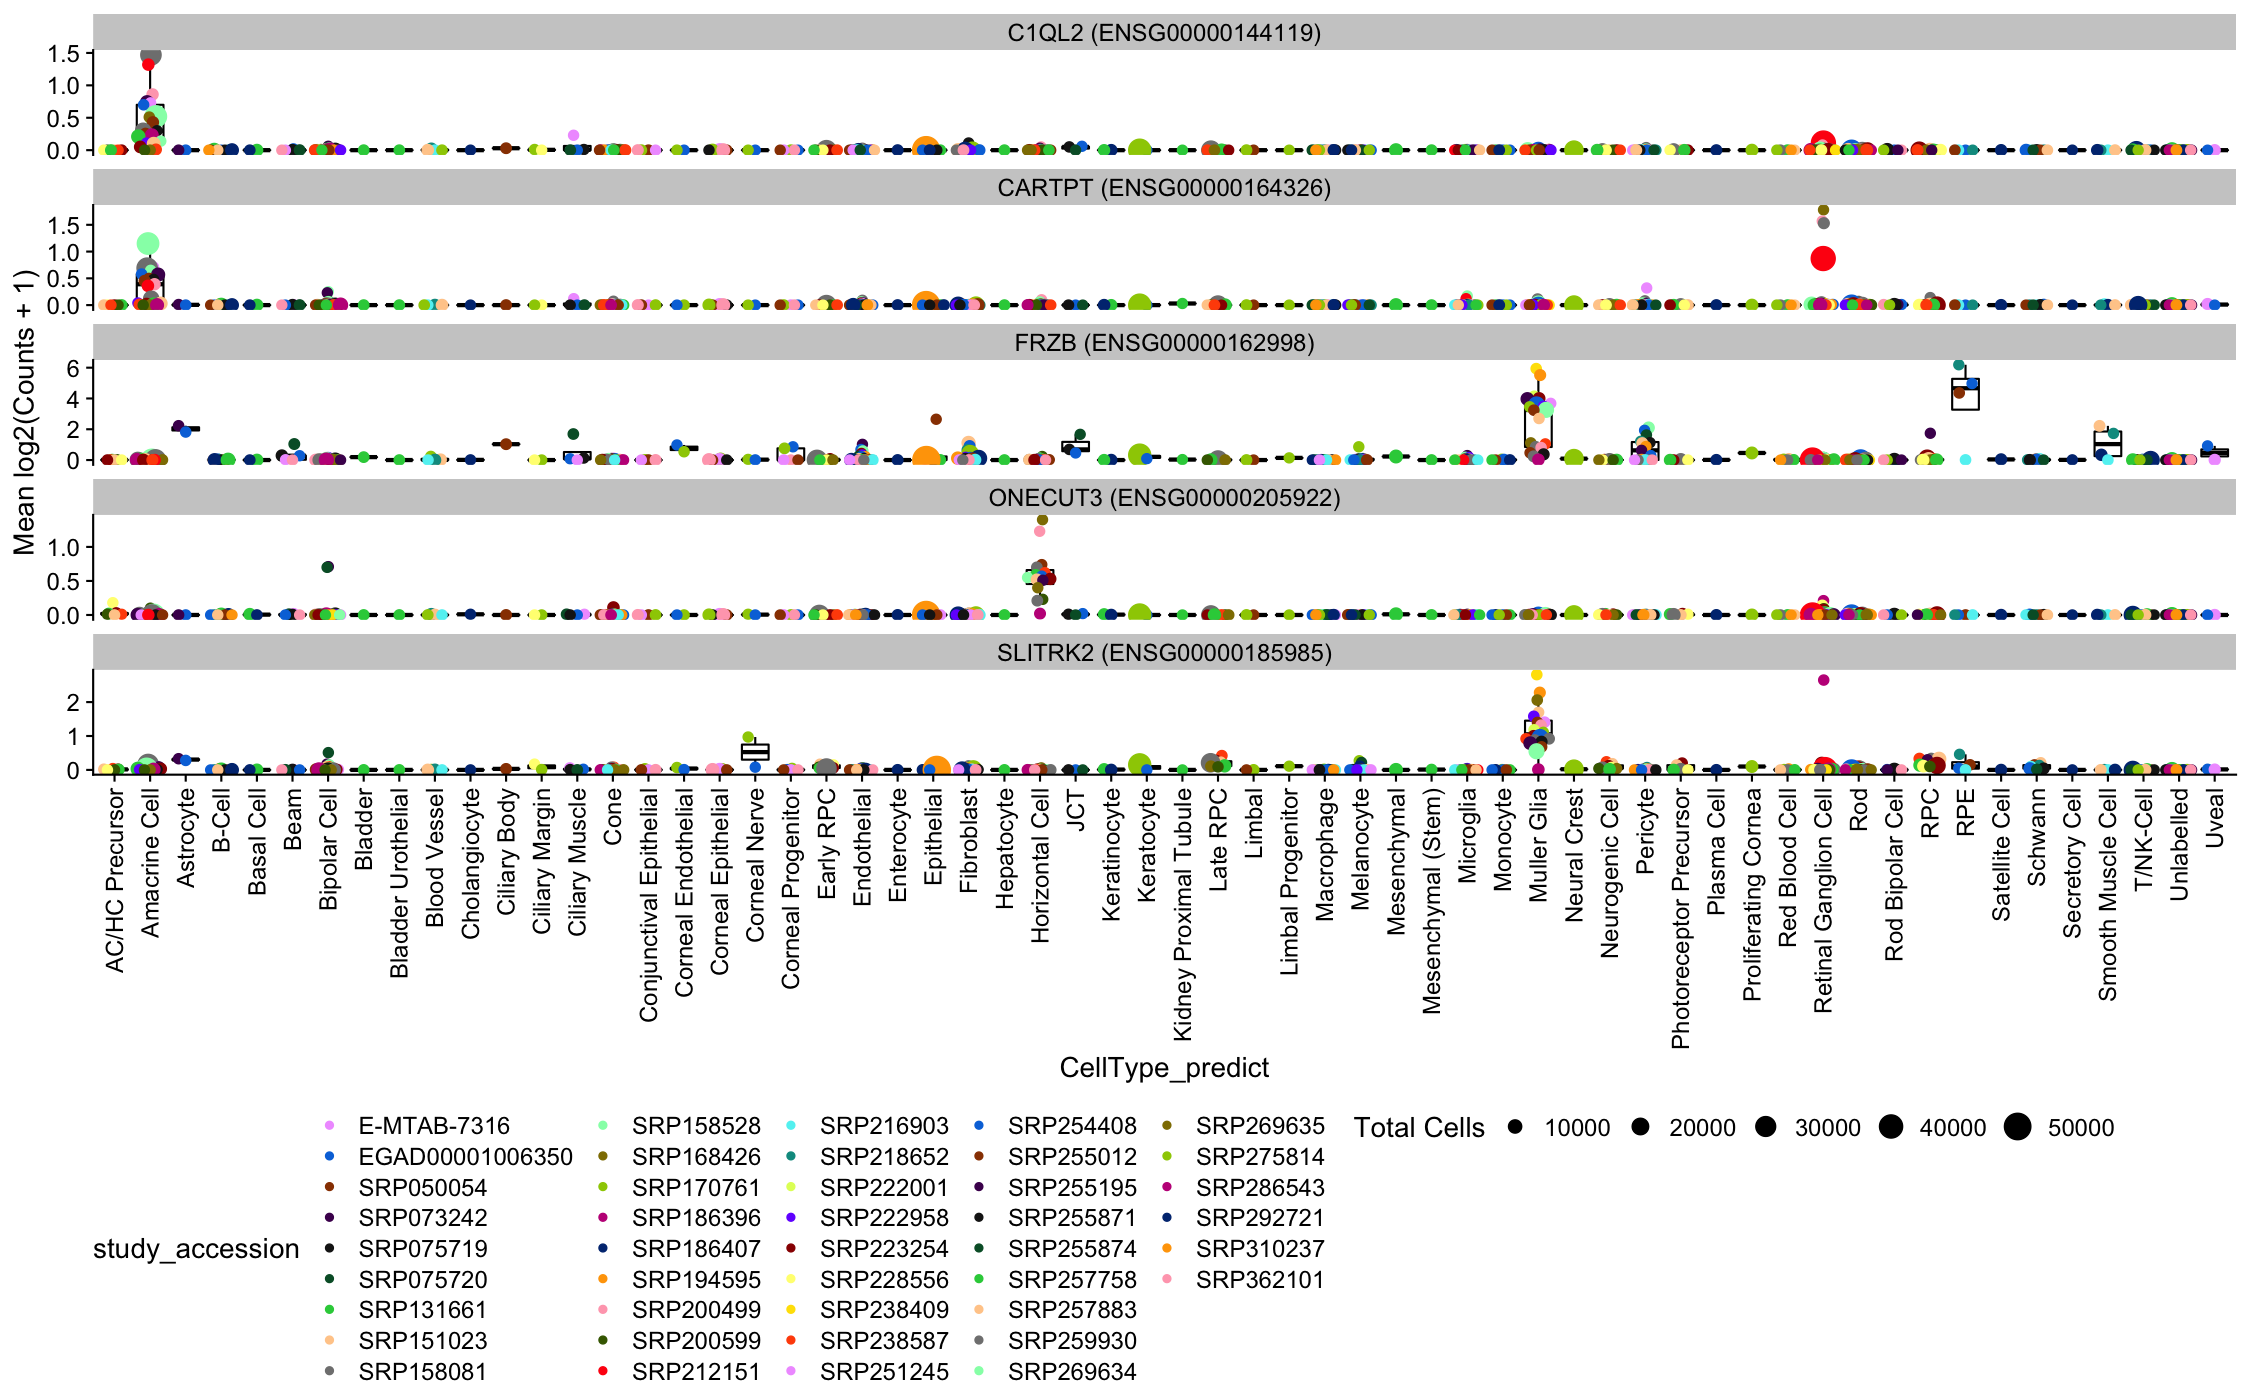 C1QL2 (ENSG00000144119)
1.5
1.0
0.5
0.0
CARTPT (ENSG00000164326)
1.5
1.0
0.5
0.0
FRZB (ENSG00000162998)
6
4
2
0
ONECUT3 (ENSG00000205922)
1.0
0.5
0.0
SLITRK2 (ENSG00000185985)
2
1
0
Mean log2(Counts + 1)
AC/HC Precursor
Amacrine Cell
Astrocyte
B-Cell
Basal Cell
Beam
Bipolar Cell
Bladder
Bladder Urothelial
Blood Vessel
Cholangiocyte
Ciliary Body
Ciliary Margin
Ciliary Muscle
Cone
Conjunctival Epithelial
Corneal Endothelial
Corneal Epithelial
Corneal Nerve
Corneal Progenitor
Early RPC
Endothelial
Enterocyte
Epithelial
Fibroblast
Hepatocyte
Horizontal Cell
JCT
Keratinocyte
Keratocyte
Kidney Proximal Tubule
Late RPC
Limbal
Limbal Progenitor
Macrophage
Melanocyte
Mesenchymal
Mesenchymal (Stem)
Microglia
Monocyte
Muller Glia
Neural Crest
Neurogenic Cell
Pericyte
Photoreceptor Precursor
Plasma Cell
Proliferating Cornea
Red Blood Cell
Retinal Ganglion Cell
Rod
Rod Bipolar Cell
RPC
RPE
Satellite Cell
Schwann
Secretory Cell
Smooth Muscle Cell
T/NK-Cell
Unlabelled
Uveal
CellType_predict
study_accession
E-MTAB-7316
EGAD00001006350
SRP050054
SRP073242
SRP075719
SRP075720
SRP131661
SRP151023
SRP158081
SRP158528
SRP168426
SRP170761
SRP186396
SRP186407
SRP194595
SRP200499
SRP200599
SRP212151
SRP216903
SRP218652
SRP222001
SRP222958
SRP223254
SRP228556
SRP238409
SRP238587
SRP251245
SRP254408
SRP255012
SRP255195
SRP255871
SRP255874
SRP257758
SRP257883
SRP259930
SRP269634
SRP269635
SRP275814
SRP286543
SRP292721
SRP310237
SRP362101
Total Cells 10000 20000 30000 40000 50000